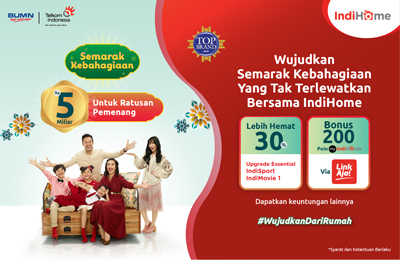 BUMN
Telkom
Indonesia
IndiHome
Semarak
Kebahagiaan
Rp
5
Miliar
Untuk Ratusan
Pemenang
TOP
BRAND
Wujudkan
Semarak Kebahagiaan
Yang Tak Terlewatkan
Bersama IndiHome
Lebih Hemat
30%
Upgrade Essential
IndiSport
IndiMovie 1
Bonus
200
Poin myIndiHome
Via
LinkAja!
Dapatkan keuntungan lainnya
#WujudkanDariRumah
*Syarat dan Ketentuan Berlaku